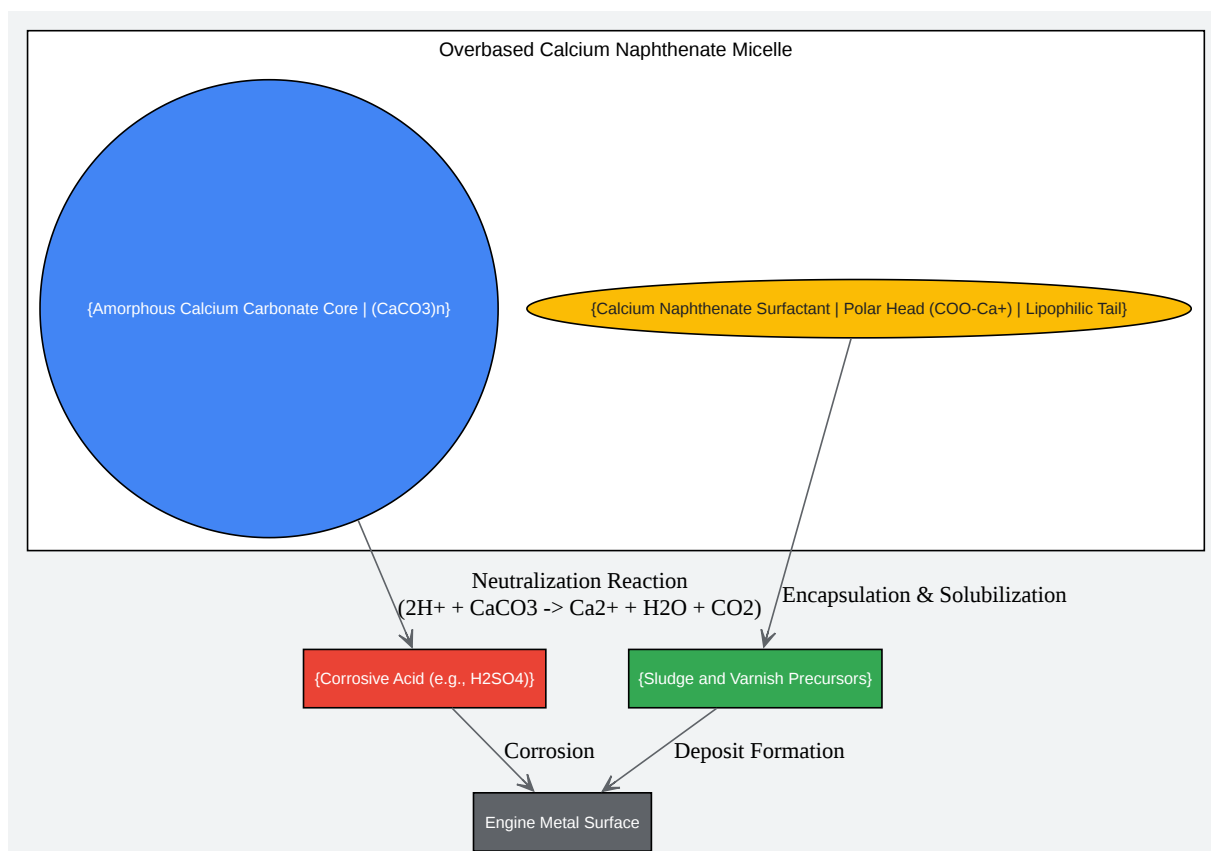 Overbased Calcium Naphthenate Micelle
{Amorphous Calcium Carbonate Core | (CaCO3)n}
{Calcium Naphthenate Surfactant | Polar Head (COO-Ca+) | Lipophilic Tail}
Neutralization Reaction
(2H+ + CaCO3 -> Ca2+ + H2O + CO2)
Encapsulation & Solubilization
{Corrosive Acid (e.g., H2SO4)}
{Sludge and Varnish Precursors}
Corrosion
Deposit Formation
Engine Metal Surface